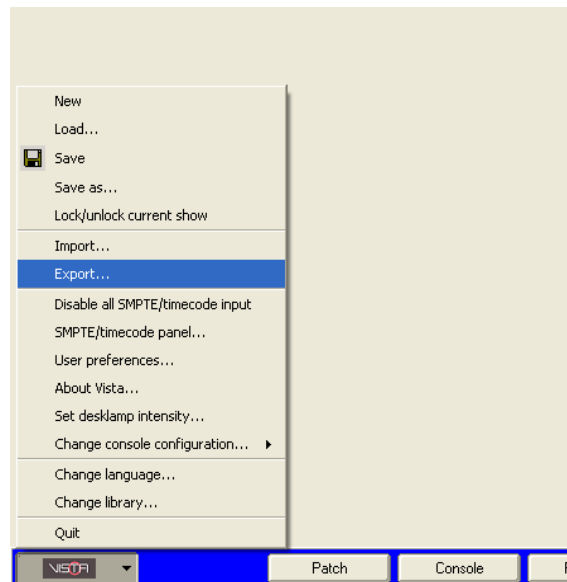 New
Load...
Save
Save as...
Lock/unlock current show
Import...
Export...
Disable all SMPTE/timecode input
SMPTE/timecode panel...
User preferences...
About Vista...
Set desklamp intensity...
Change console configuration...
Change language...
Change library...
Quit
VISTA
Patch
Console